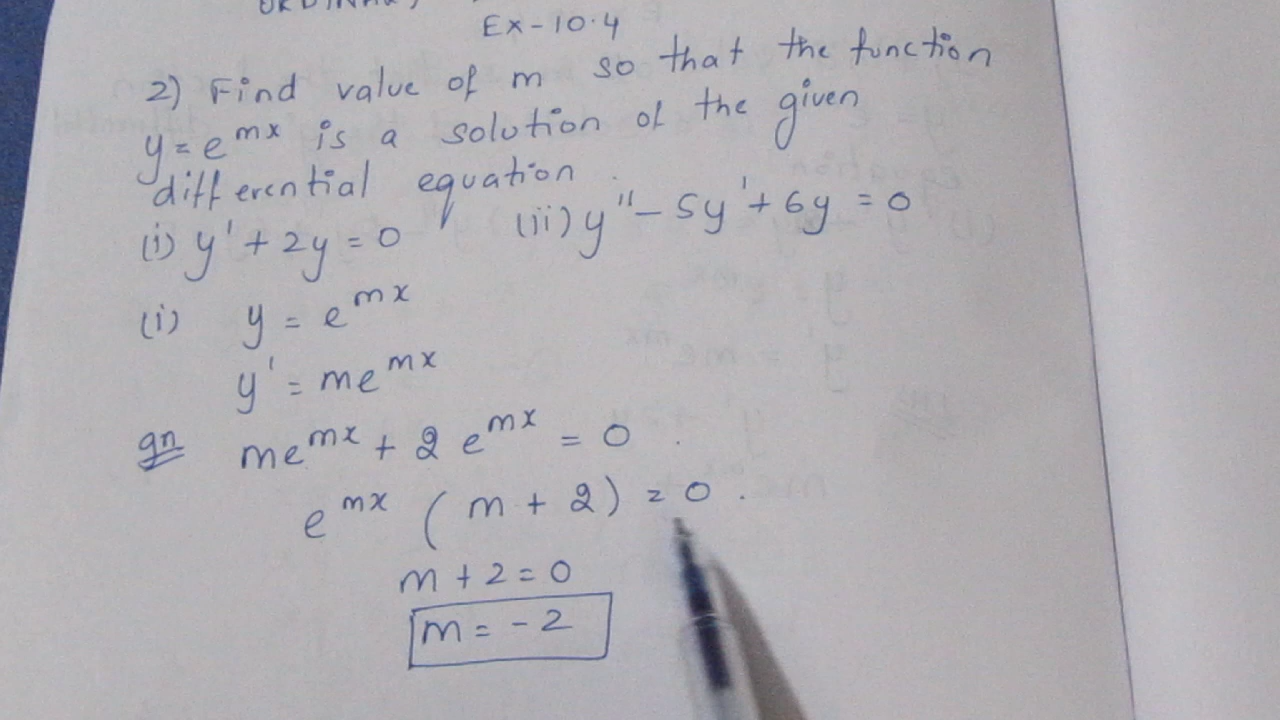 Ex-10.4
2) Find value of m so that the function
y = e^{mx} is a solution of the given
differential equation.
(i) y' + 2y = 0 (ii) y'' - 5y' + 6y = 0
(i) y = e^{mx}
y' = me^{mx}
gn me^{mx} + 2e^{mx} = 0.
e^{mx} (m + 2) = 0.
m + 2 = 0
m = -2